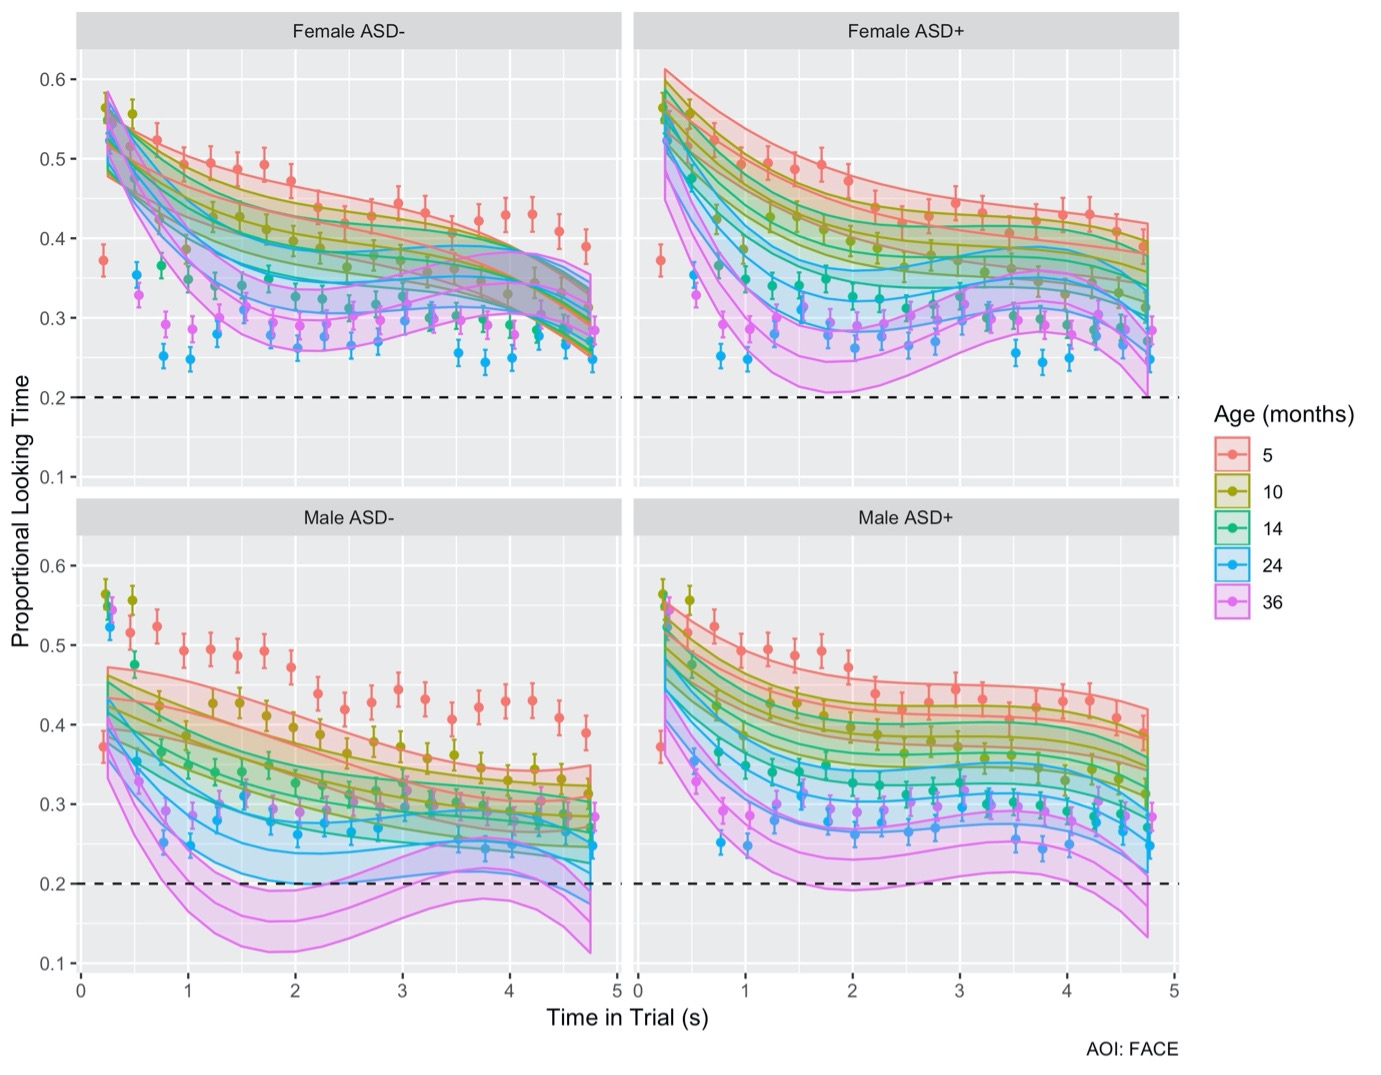 Female ASD-
Female ASD+
0.6
0.5
0.4
0.3
0.2
0.1
Male ASD-
Male ASD+
0.6
0.5
0.4
0.3
0.2
0.1
0 1 2 3 4 5
0 1 2 3 4 5
Proportional Looking Time
Time in Trial (s)
Age (months)
5
10
14
24
36
AOI: FACE